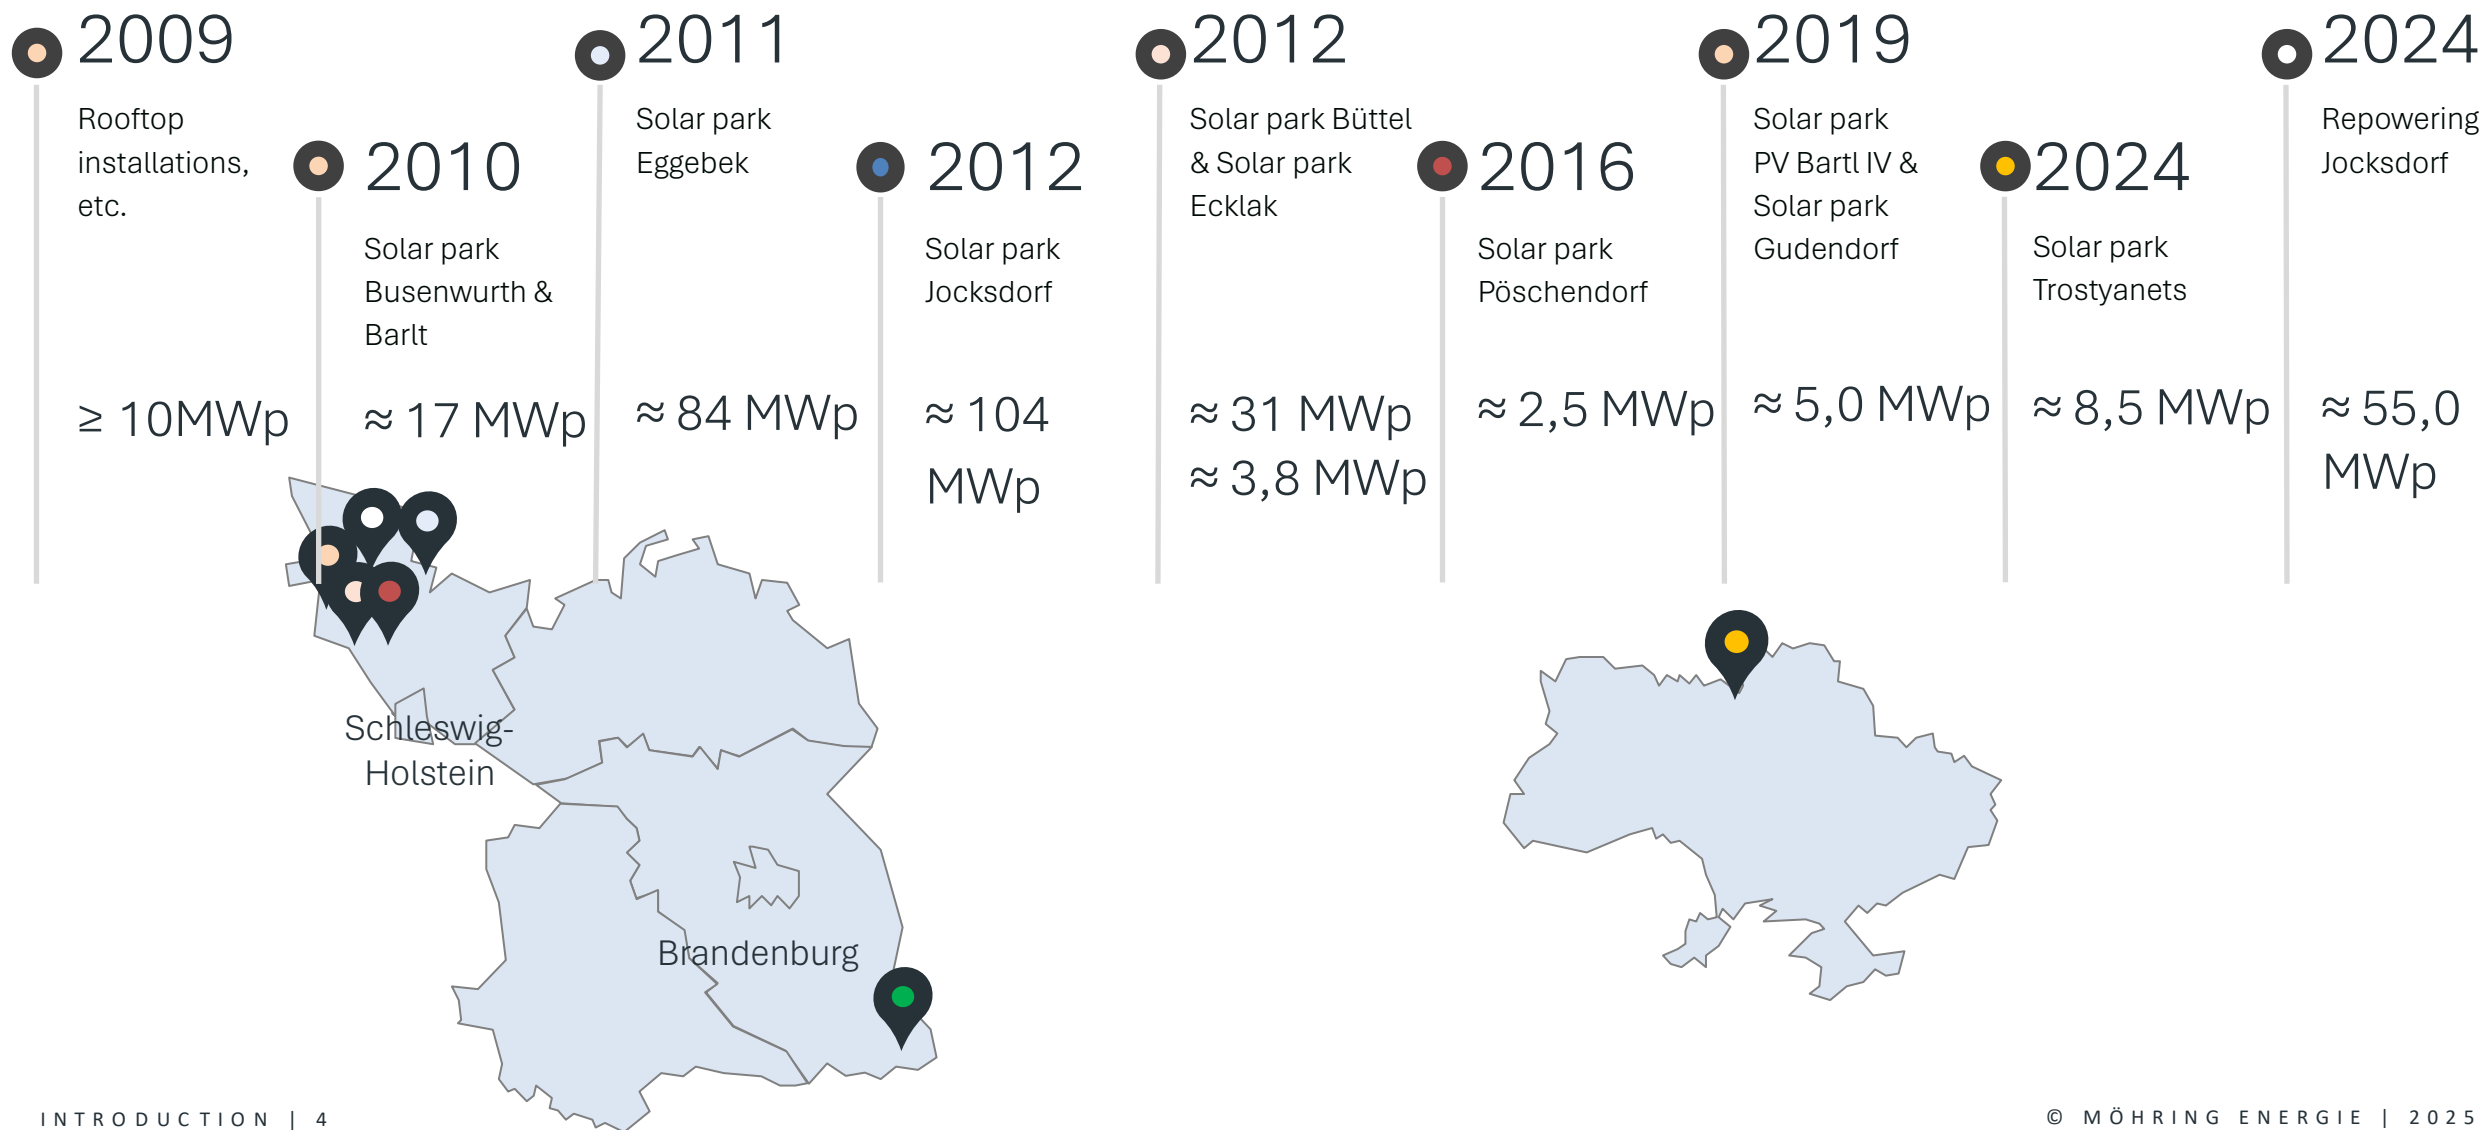 2009
Rooftop
installations,
etc.
≥ 10MWp
2010
Solar park
Busenwurth &
Barlt
≈ 17 MWp
2011
Solar park
Eggebek
≈ 84 MWp
2012
Solar park
Jocksdorf
≈ 104
MWp
2012
Solar park Büttel
& Solar park
Ecklak
≈ 31 MWp
≈ 3,8 MWp
2016
Solar park
Pöschendorf
≈ 2,5 MWp
2019
Solar park
PV Bartl IV &
Solar park
Gudendorf
≈ 5,0 MWp
2024
Solar park
Trostyanets
≈ 8,5 MWp
2024
Repowering
Jocksdorf
≈ 55,0
MWp
Schleswig-
Holstein
Brandenburg
INTRODUCTION | 4
© MÖHRING ENERGIE | 2025